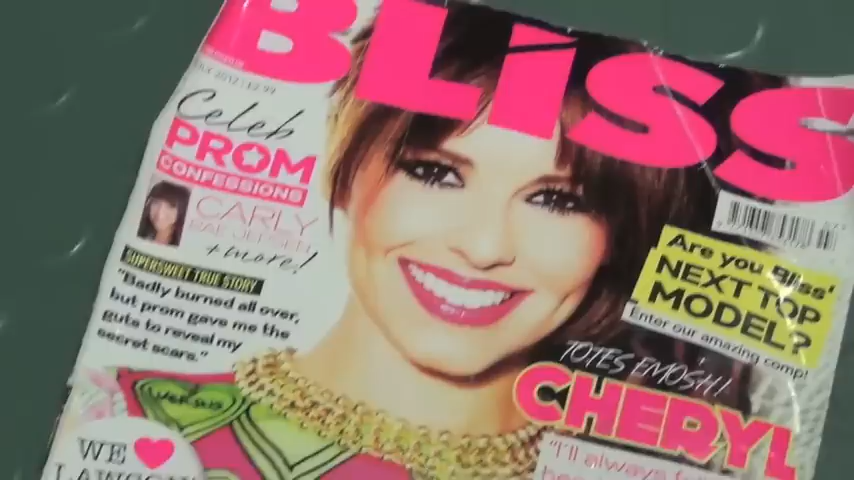 BLiSS
Celeb
PROM
CONFESSIONS
CARLY
RAE JEPSEN
+more!
SUPERSWEET TRUE STORY
"Badly burned all over,
but prom gave me the
guts to reveal my
secret scars."
Are you Bliss'
NEXT TOP
MODEL?
Enter our amazing comp!
TOTES EMOSH!
CHERYL
"I'll always
WE ♥